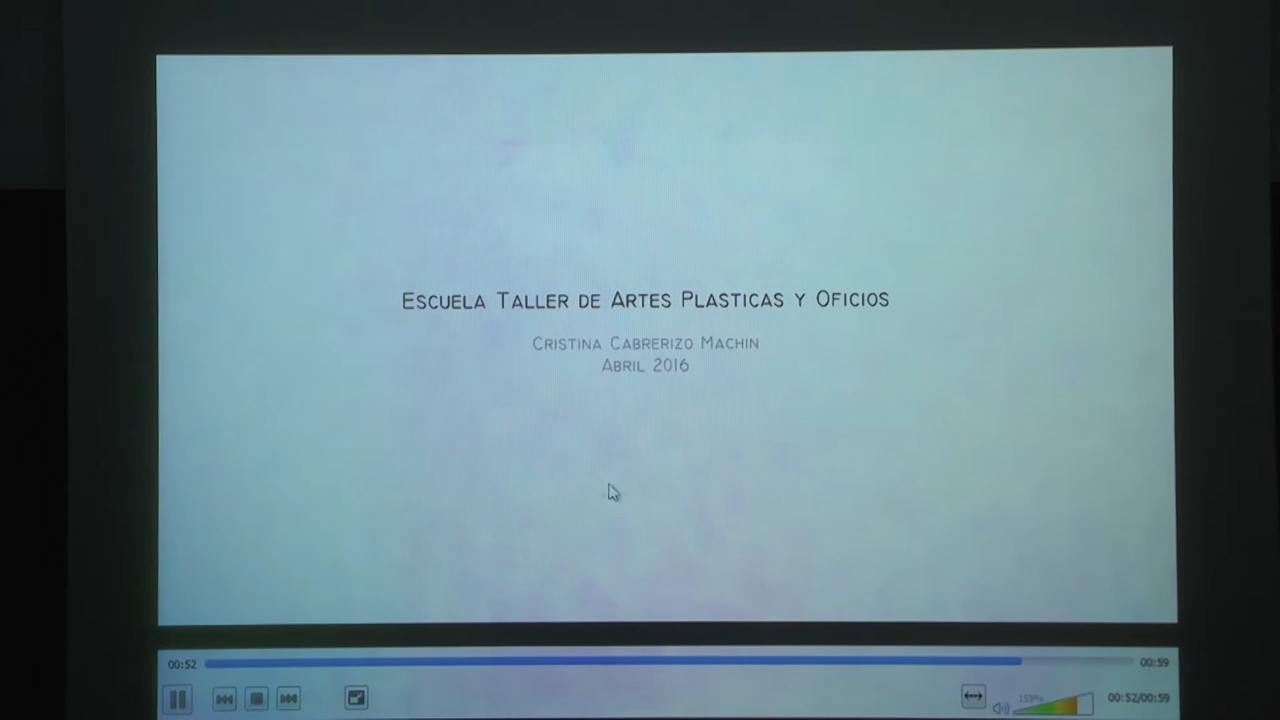 Escuela Taller de Artes Plasticas y Oficios
Cristina Cabrerizo Machin
Abril 2016
00:52
00:59
159%
00:52/00:59